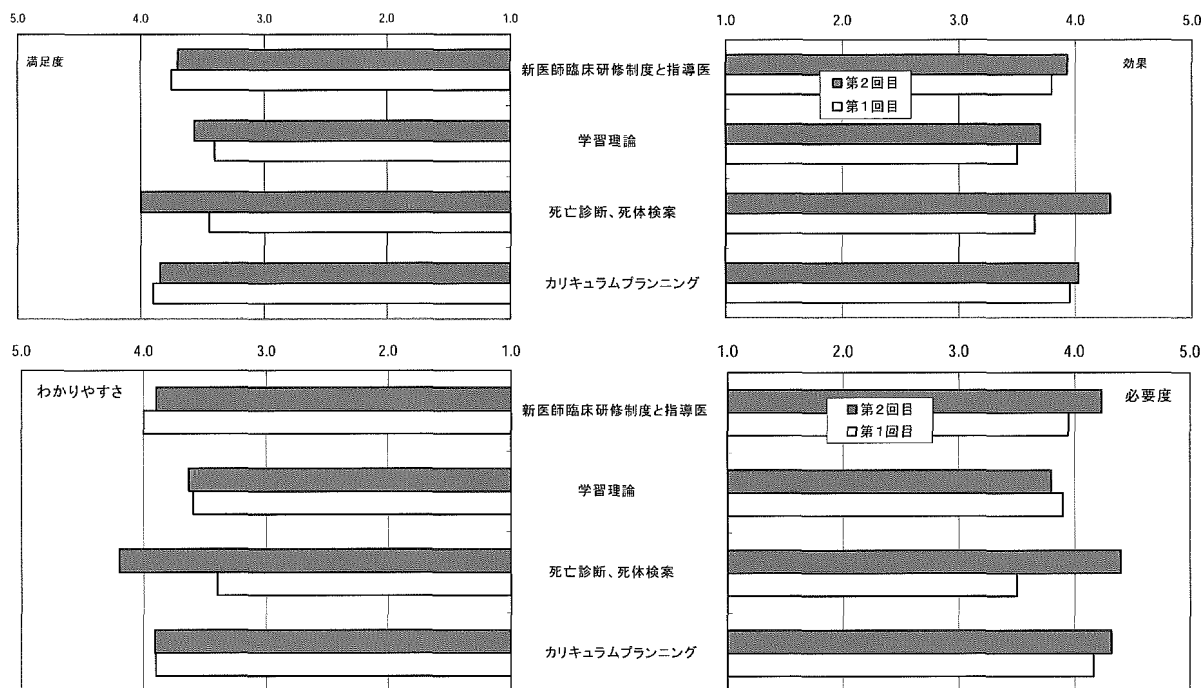 5.0 4.0 3.0 2.0 1.0
満足度
新医師臨床研修制度と指導医
学習理論
死亡診断、死体検案
カリキュラムプランニング
1.0 2.0 3.0 4.0 5.0
効果
第2回目
第1回目
5.0 4.0 3.0 2.0 1.0
わかりやすさ
新医師臨床研修制度と指導医
学習理論
死亡診断、死体検案
カリキュラムプランニング
1.0 2.0 3.0 4.0 5.0
必要度
第2回目
第1回目